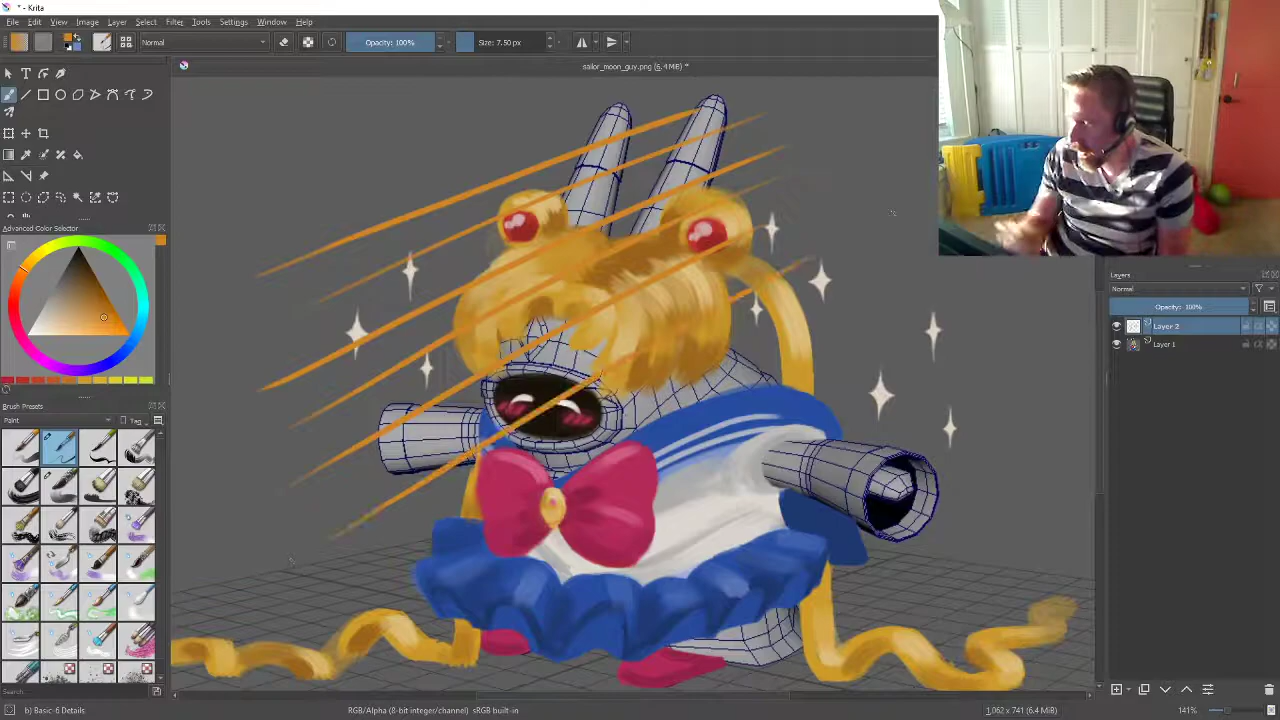 * - Krita
File Edit View Image Layer Select Filter Tools Settings Window Help
Normal Opacity: 100% Size: 7.50 px
sailor_moon_guy.png (6.4 MiB) *
Advanced Color Selector
Brush Presets
Paint Tag
Search...
Layers
Normal
Opacity: 100%
Layer 2
Layer 1
b) Basic-6 Details RGB/Alpha (8-bit integer/channel) sRGB built-in 1,062 x 741 (6.4 MiB) 141%